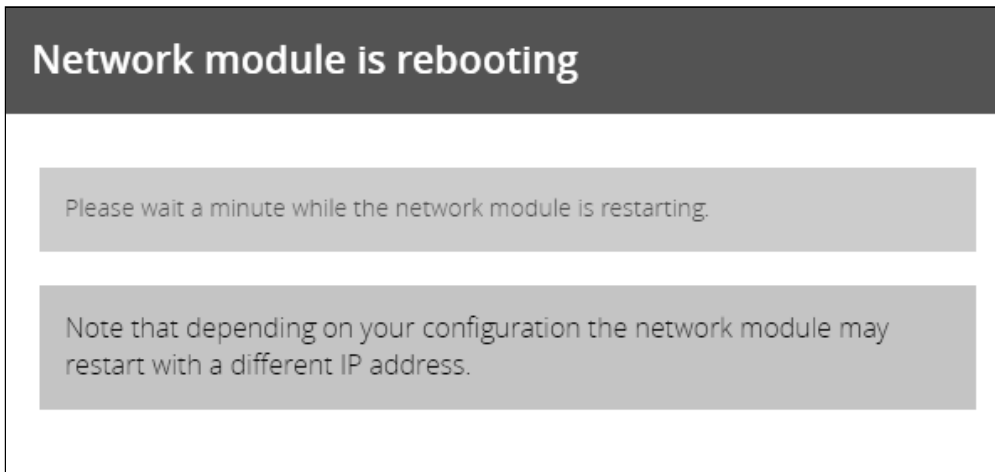 Network module is rebooting
Please wait a minute while the network module is restarting.
Note that depending on your configuration the network module may
restart with a different IP address.